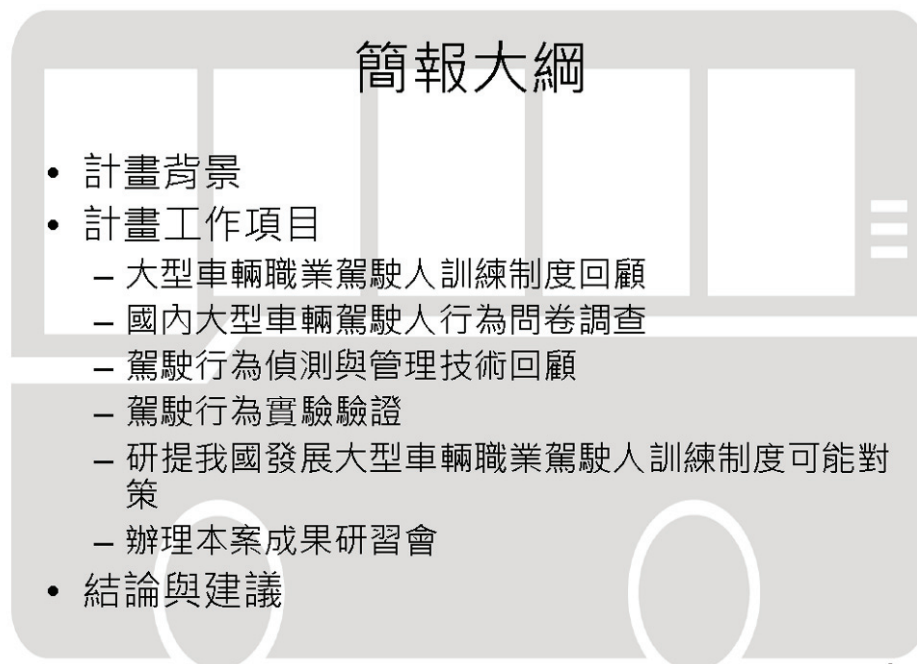 簡報大綱
• 計畫背景
• 計畫工作項目
– 大型車輛職業駕駛人訓練制度回顧
– 國內大型車輛駕駛人行為問卷調查
– 駕駛行為偵測與管理技術回顧
– 駕駛行為實驗驗證
– 研提我國發展大型車輛職業駕駛人訓練制度可能對
策
– 辦理本案成果研習會
• 結論與建議